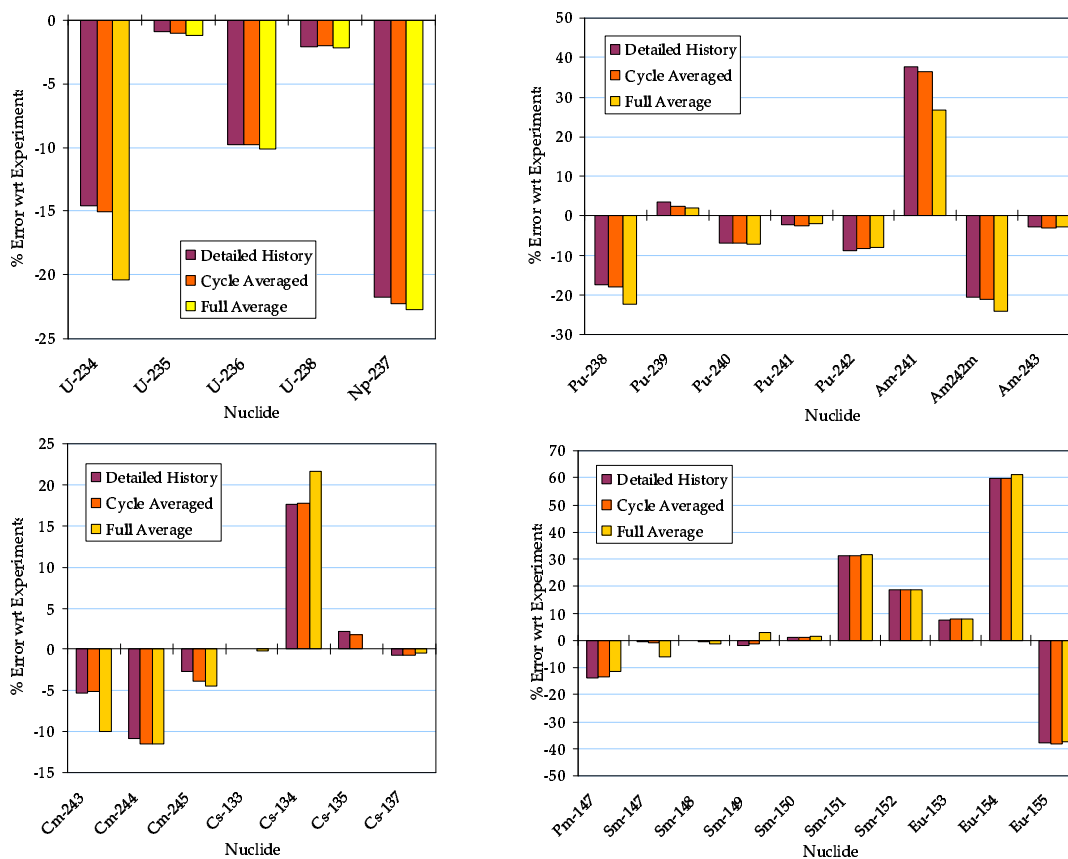 0
-5
-10
-15
-20
-25
% Error wrt Experiment:
Detailed History
Cycle Averaged
Full Average
U-234
U-235
U-236
U-238
Np-237
Nuclide
50
40
30
20
10
0
-10
-20
-30
% Error wrt Experiment:
Detailed History
Cycle Averaged
Full Average
Pu-238
Pu-239
Pu-240
Pu-241
Pu-242
Am-241
Am242m
Am-243
Nuclide
25
20
15
10
5
0
-5
-10
-15
% Error wrt Experiment:
Detailed History
Cycle Averaged
Full Average
Cm-243
Cm-244
Cm-245
Cs-133
Cs-134
Cs-135
Cs-137
Nuclide
70
60
50
40
30
20
10
0
-10
-20
-30
-40
-50
% Error wrt Experiment:
Detailed History
Cycle Averaged
Full Average
Pm-147
Sm-147
Sm-148
Sm-149
Sm-150
Sm-151
Sm-152
Eu-153
Eu-154
Eu-155
Nuclide